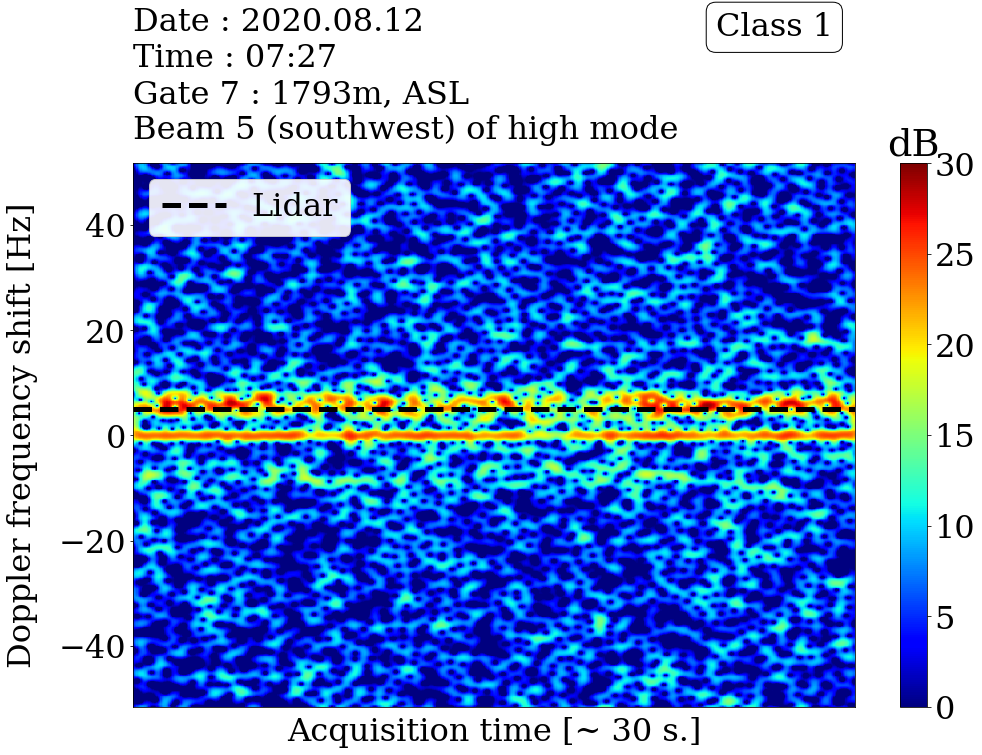 Date : 2020.08.12
Time : 07:27
Gate 7 : 1793m, ASL
Beam 5 (southwest) of high mode
Class 1
dB
Lidar
Doppler frequency shift [Hz]
40
20
0
−20
−40
Acquisition time [~ 30 s.]
30
25
20
15
10
5
0